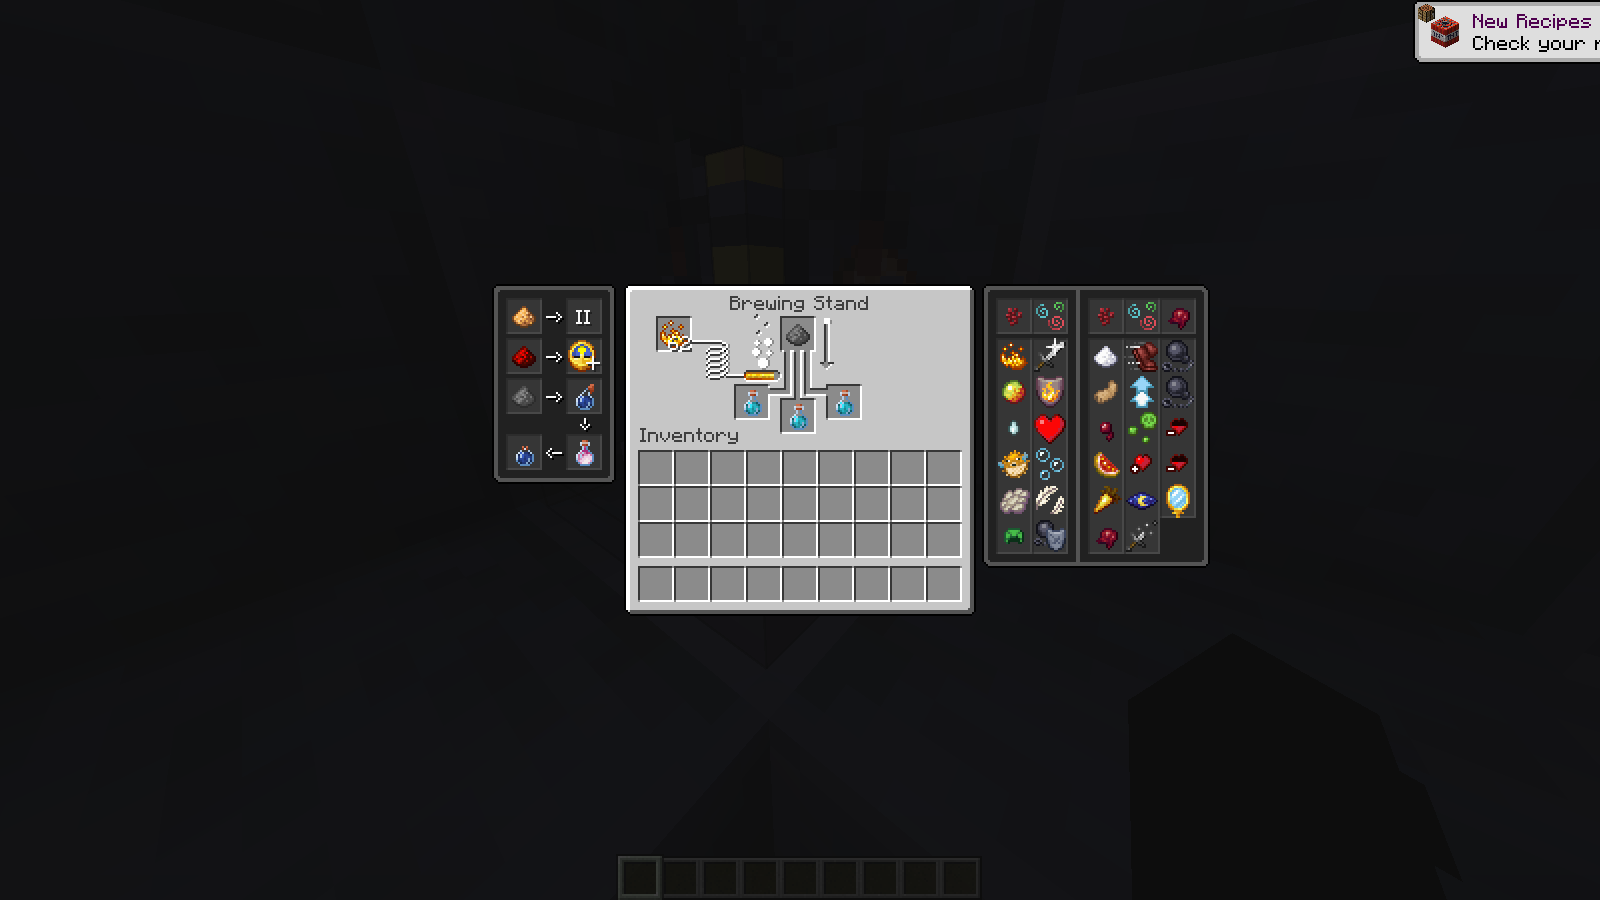 New Recipes
Check your
II
Brewing Stand
Inventory